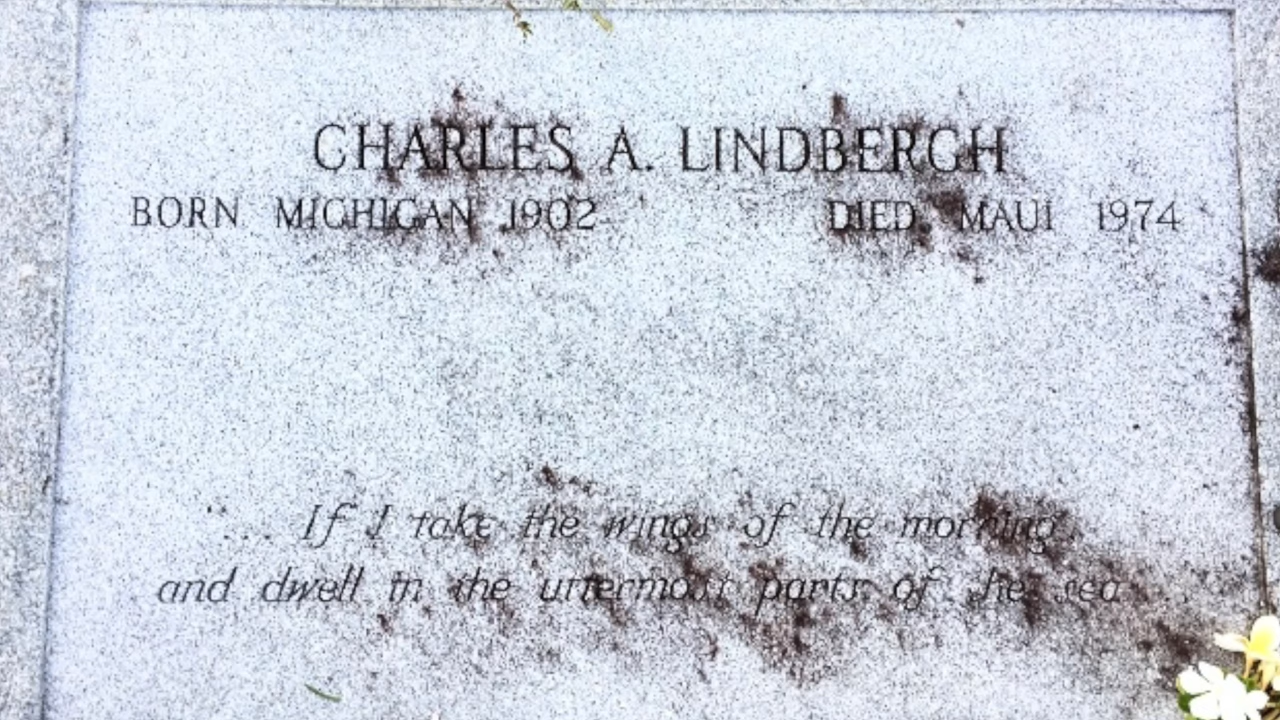 CHARLES A. LINDBERGH
BORN MICHIGAN 1902 DIED MAUI 1974
"... If I take the wings of the morning,
and dwell in the uttermost parts of the sea...